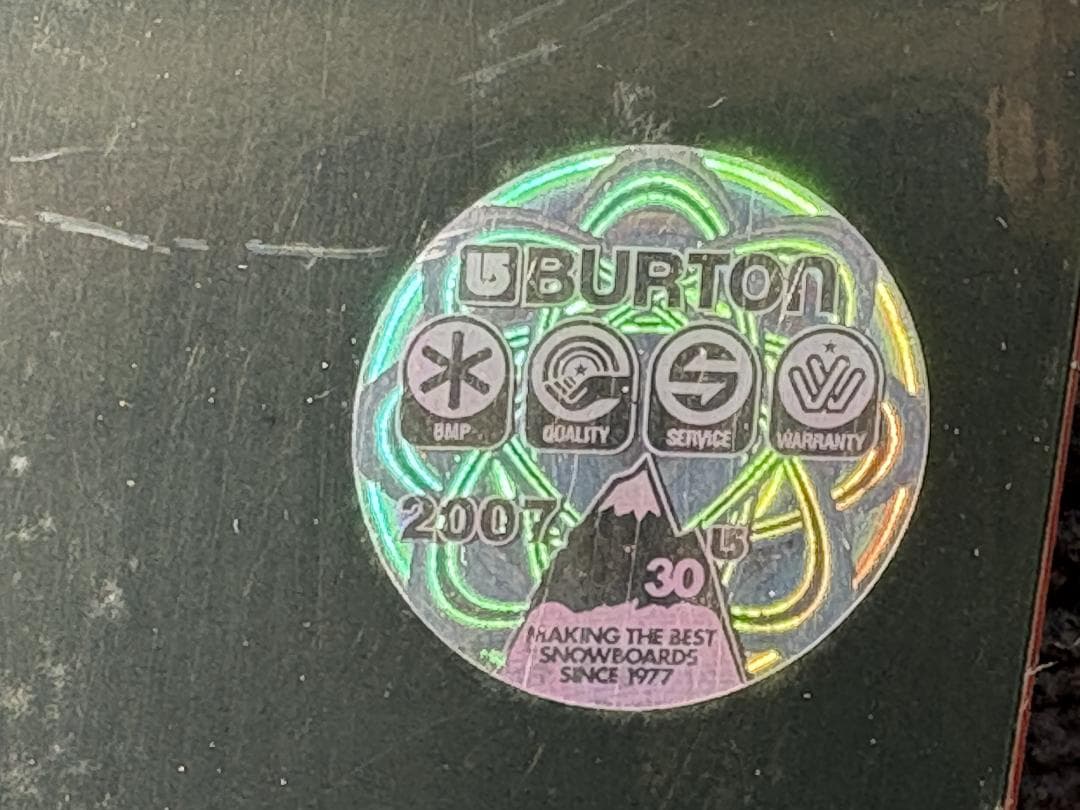 BURTON
BMP QUALITY SERVICE WARRANTY
2007
30
MAKING THE BEST
SNOWBOARDS
SINCE 1977